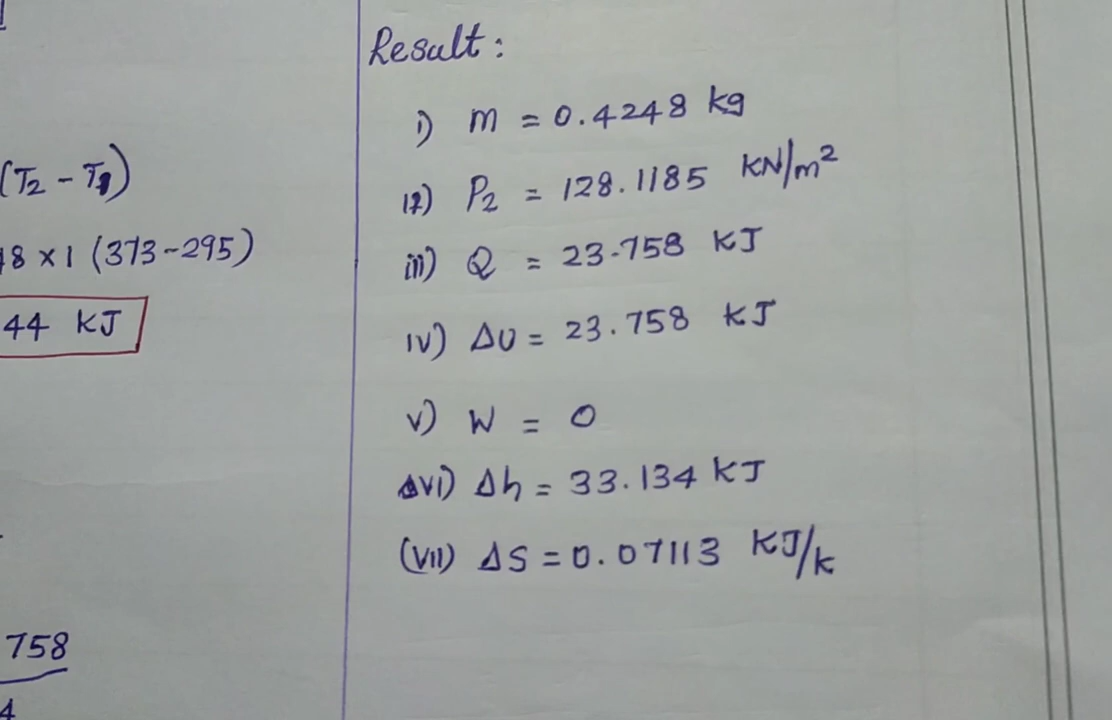 (T2 - T1)
48 x 1 (373-295)
44 KJ
758
4
Result:
i) m = 0.4248 kg
ii) P2 = 128.1185 KN/m²
iii) Q = 23.758 KJ
iv) ΔU = 23.758 KJ
v) W = 0
vi) Δh = 33.134 KJ
(vii) ΔS = 0.07113 KJ/k